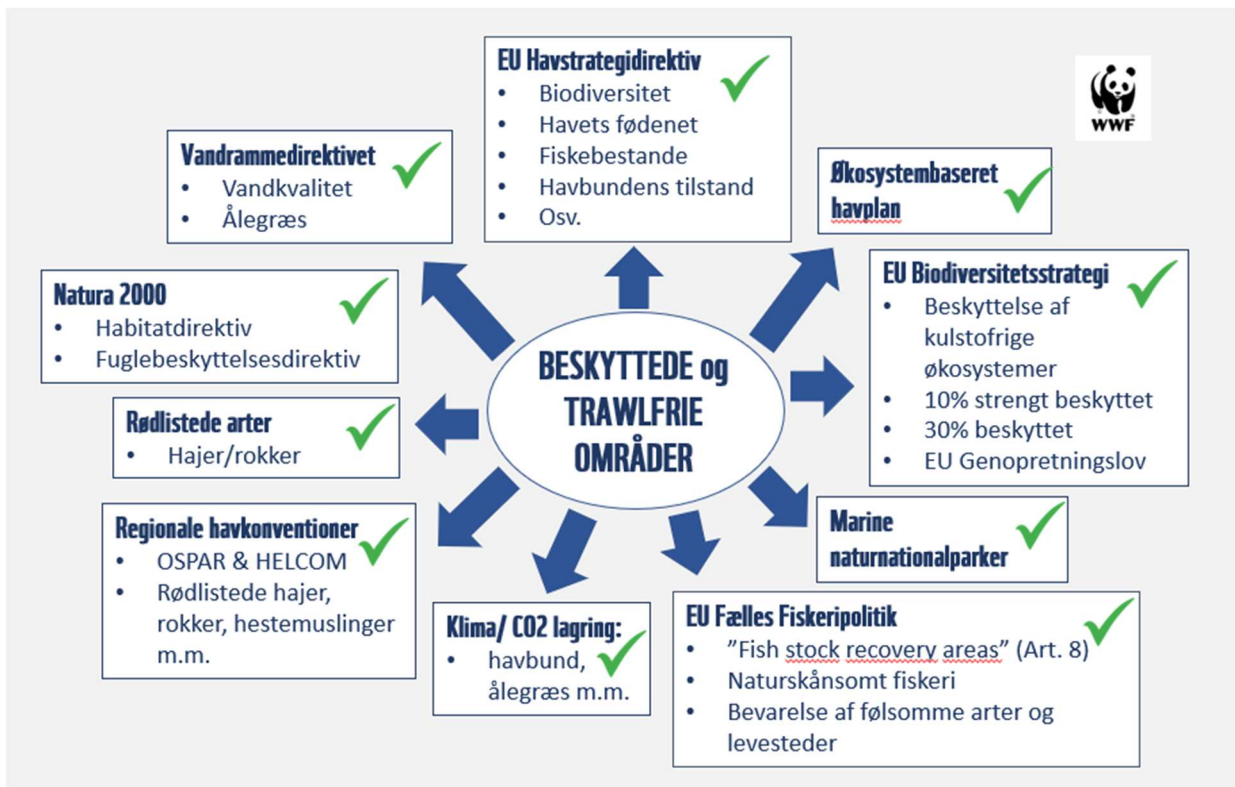 EU Havstrategidirektiv
• Biodiversitet
• Havets fødenet
• Fiskebestande
• Havbundens tilstand
• Osv.
WWF
Vandrammedirektivet
• Vandkvalitet
• Ålegræs
Økosystembaseret
havplan
Natura 2000
• Habitatdirektiv
• Fuglebeskyttelsesdirektiv
EU Biodiversitetsstrategi
• Beskyttelse af
kulstofrige
økosystemer
• 10% strengt beskyttet
• 30% beskyttet
• EU Genopretningslov
BESKYTTEDE og
TRAWLFRIE
OMRÅDER
Rødlistede arter
• Hajer/rokker
Regionale havkonventioner
• OSPAR & HELCOM
• Rødlistede hajer,
rokker, hestemuslinger
m.m.
Marine
naturnationalparker
Klima/ CO2 lagring:
• havbund,
ålegræs m.m.
EU Fælles Fiskeripolitik
• ”Fish stock recovery areas” (Art. 8)
• Naturskånsomt fiskeri
• Bevarelse af følsomme arter og
levesteder